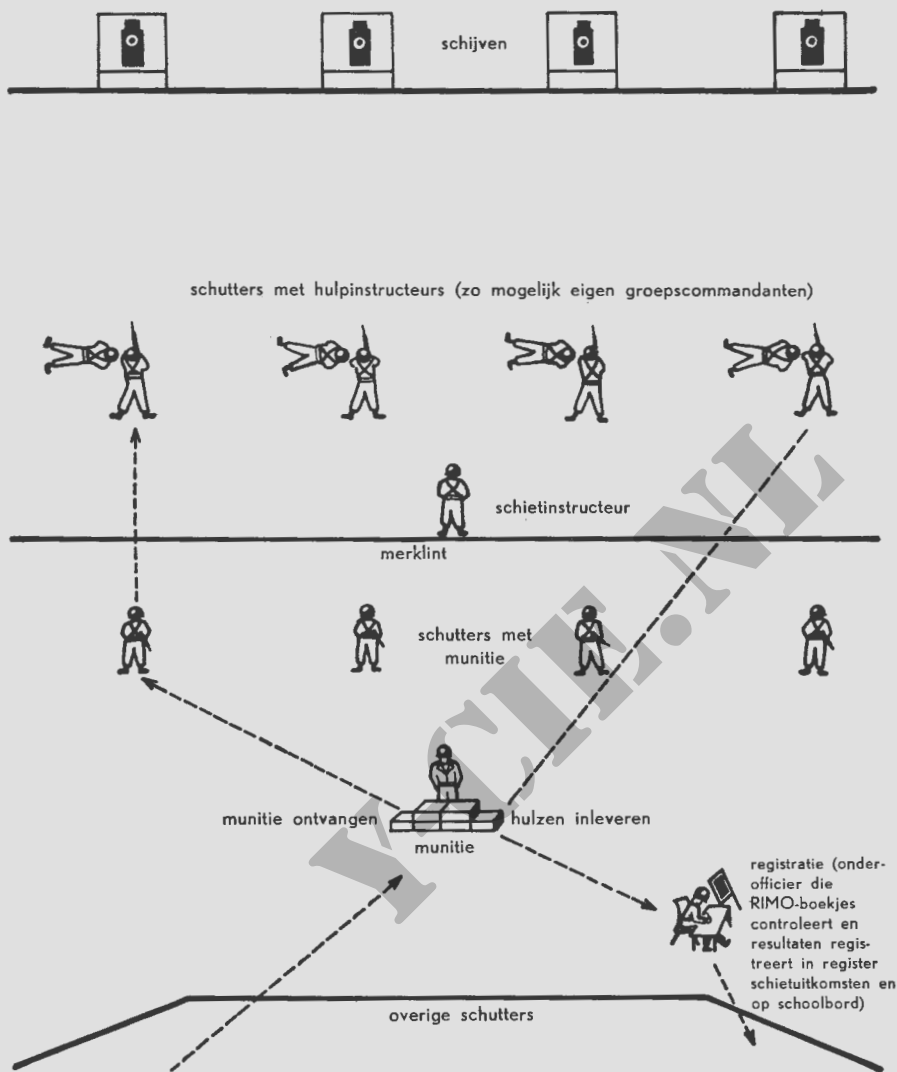 schijven
schutters met hulpinstructeurs (zo mogelijk eigen groepscommandanten)
schietinstructeur
merklint
schutters met
munitie
munitie ontvangen
hulzen inleveren
munitie
registratie (onder-
officier die
RIMO-boekjes
controleert en
resultaten regis-
treert in register
schietuitkomsten en
op schoolbord)
overige schutters
YCIE.NL